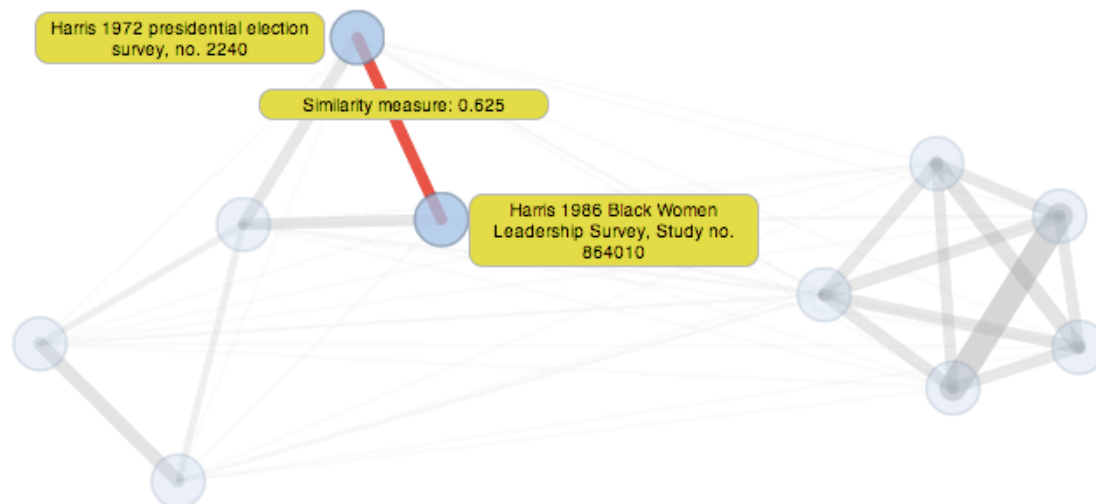 Harris 1972 presidential election
survey, no. 2240
Similarity measure: 0.625
Harris 1986 Black Women
Leadership Survey, Study no.
864010